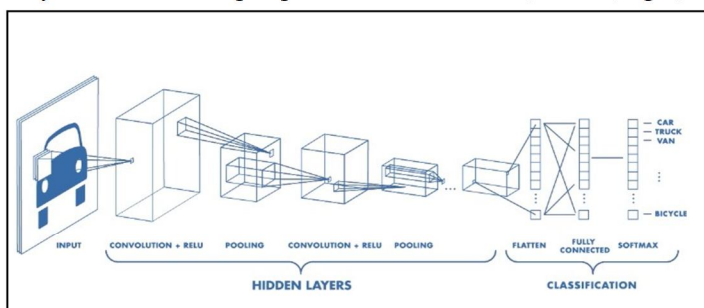 CAR
TRUCK
VAN
BICYCLE
INPUT
CONVOLUTION + RELU
POOLING
CONVOLUTION + RELU
POOLING
FLATTEN
FULLY
CONNECTED
SOFTMAX
HIDDEN LAYERS
CLASSIFICATION